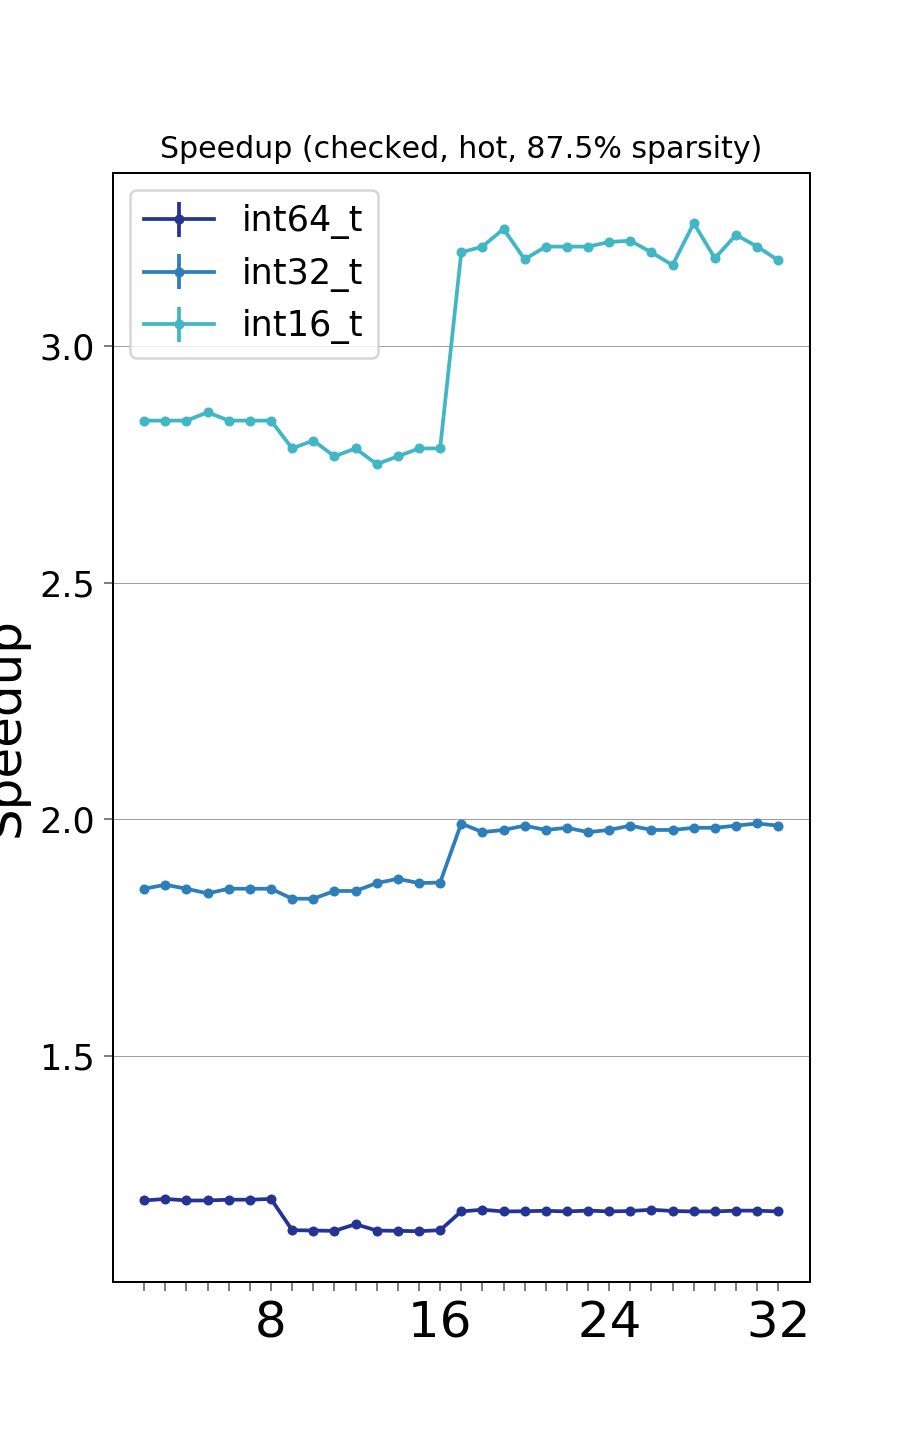 Speedup (checked, hot, 87.5% sparsity)
int64_t
int32_t
int16_t
3.0
2.5
2.0
1.5
Speedup
8 16 24 32